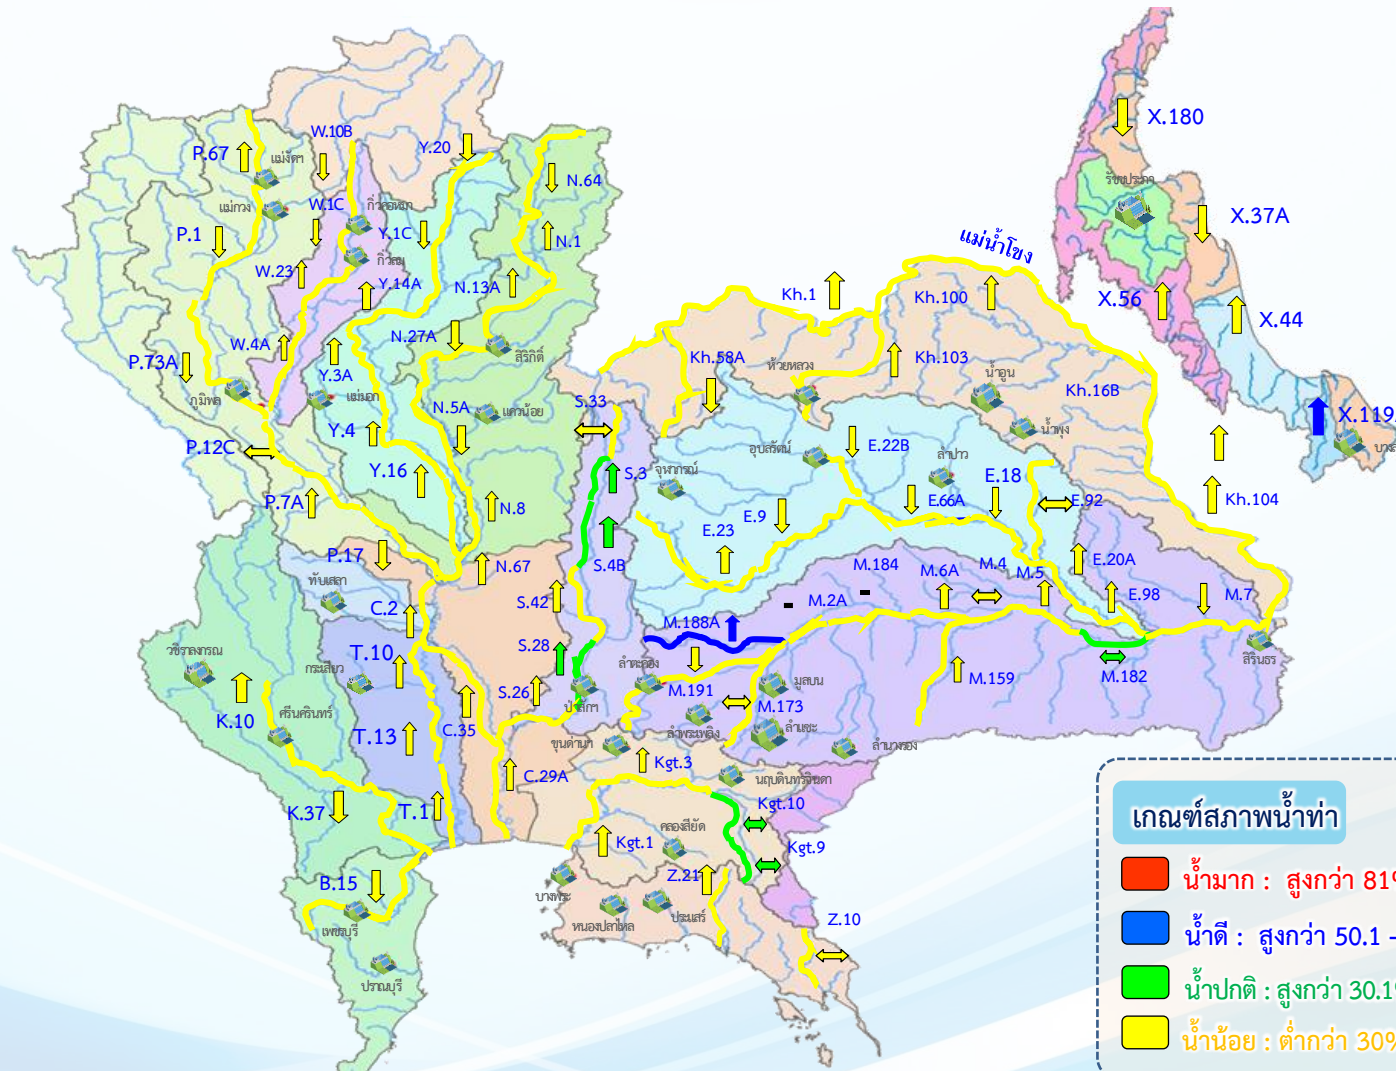 X.180
W.10B
Y.20
P.67
แม่งัดฯ
N.64
รัชชประภา
แม่กวง
W.1C
กิ่วคอหมา
X.37A
P.1
Y.1C
N.1
แม่น้ำโขง
W.23
กิ่วลม
Y.14A
N.13A
Kh.1
Kh.100
X.56
X.44
W.4A
N.27A
สิริกิติ์
P.73A
Y.3A
Kh.58A
ห้วยหลวง
Kh.103
น้ำอูน
Kh.16B
ภูมิพล
แม่มอก
N.5A
แควน้อย
S.33
X.119
Y.4
น้ำพุง
บางลาง
P.12C
Y.16
S.3
จุฬาภรณ์
อุบลรัตน์
E.22B
ลำปาว
E.18
P.7A
N.8
E.9
E.66A
E.92
Kh.104
E.23
P.17
N.67
S.4B
M.184
M.6A
M.4
M.5
E.20A
ทับเสลา
C.2
S.42
M.188A
M.2A
E.98
M.7
วชิราลงกรณ
กระเสียว
T.10
S.28
ลำตะคอง
มูลบน
สิรินธร
K.10
S.26
ป่าสักฯ
M.191
M.159
M.182
ศรีนครินทร์
T.13
C.35
ลำพระเพลิง
M.173
ลำแชะ
ขุนด่านฯ
ลำนางรอง
C.29A
Kgt.3
นฤบดินทรจินดา
K.37
T.1
Kgt.10
คลองสียัด
Kgt.1
Kgt.9
เกณฑ์สภาพน้ำท่า
B.15
Z.21
น้ำมาก : สูงกว่า 81%
บางพระ
เพชรบุรี
หนองปลาไหล
ประแสร์
Z.10
น้ำดี : สูงกว่า 50.1 -
ปราณบุรี
น้ำปกติ : สูงกว่า 30.1%
น้ำน้อย : ต่ำกว่า 30%